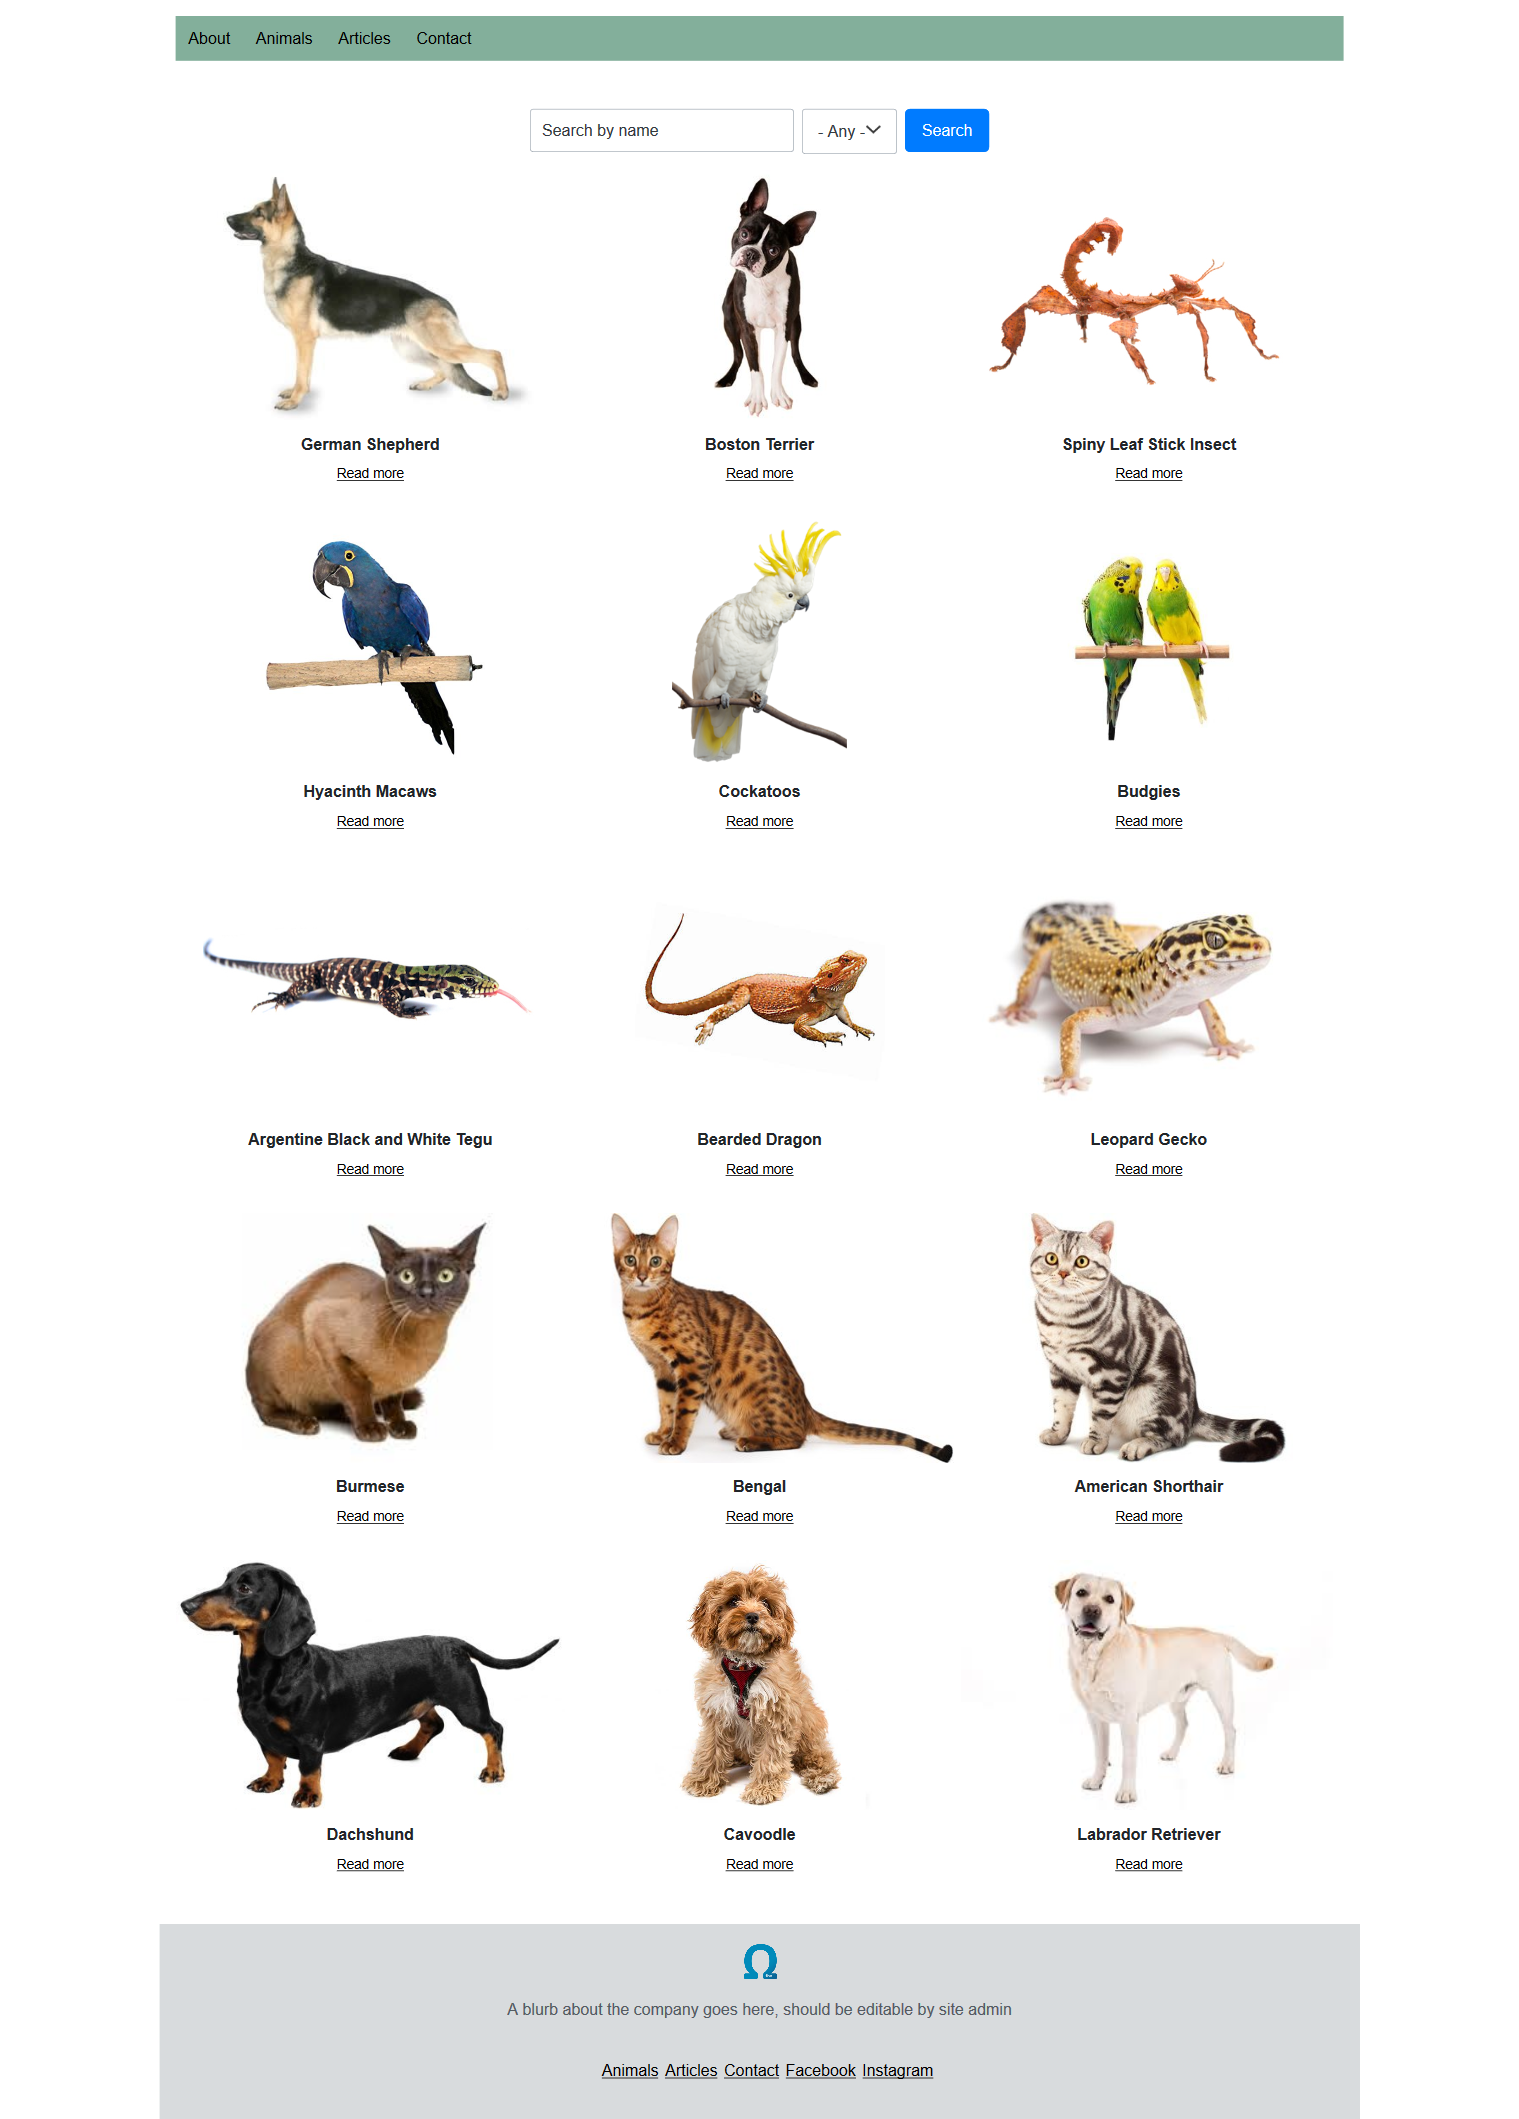 About Animals Articles Contact
Search by name - Any - Search
German Shepherd Boston Terrier Spiny Leaf Stick Insect
Read more Read more Read more
Hyacinth Macaws Cockatoos Budgies
Read more Read more Read more
Argentine Black and White Tegu Bearded Dragon Leopard Gecko
Read more Read more Read more
Burmese Bengal American Shorthair
Read more Read more Read more
Dachshund Cavoodle Labrador Retriever
Read more Read more Read more
A blurb about the company goes here, should be editable by site admin
Animals Articles Contact Facebook Instagram